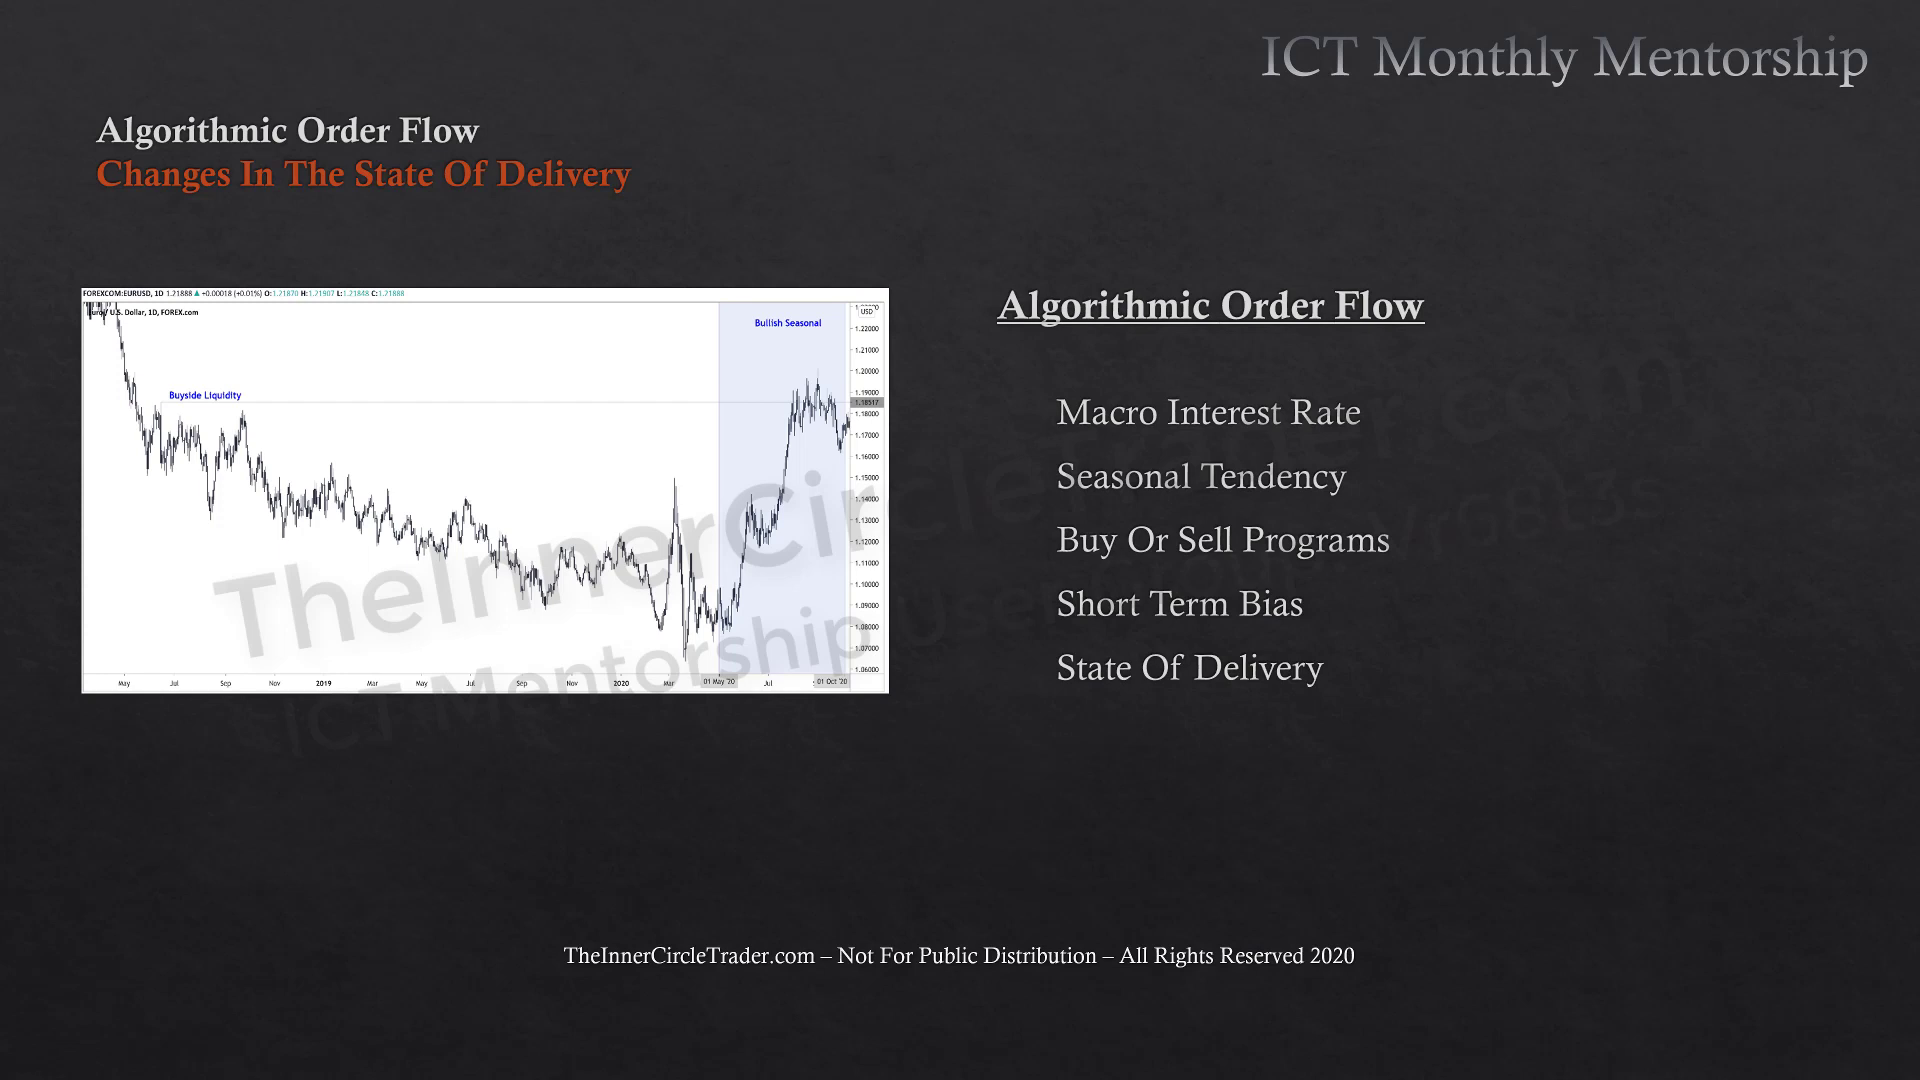 ICT Monthly Mentorship
Algorithmic Order Flow
Changes In The State Of Delivery
FOREXCOM:EURUSD, 1D 1.21888 ▲ +0.00018 (+0.01%) O:1.21870 H:1.21907 L:1.21848 C:1.21888
U.S. Dollar, 1D, FOREX.com
USD
Bullish Seasonal
Buyside Liquidity
1.22000
1.21000
1.20000
1.19000
1.18517
1.18000
1.17000
1.16000
1.15000
1.14000
1.13000
1.12000
1.11000
1.10000
1.09000
1.08000
1.07000
1.06000
May Jul Sep Nov 2019 Mar May Jul Sep Nov 2020 Mar 01 May '20 Jul 01 Oct '20
TheInnerCircleTrader.com
ICT Mentorship
Algorithmic Order Flow
Macro Interest Rate
Seasonal Tendency
Buy Or Sell Programs
Short Term Bias
State Of Delivery
TheInnerCircleTrader.com – Not For Public Distribution – All Rights Reserved 2020